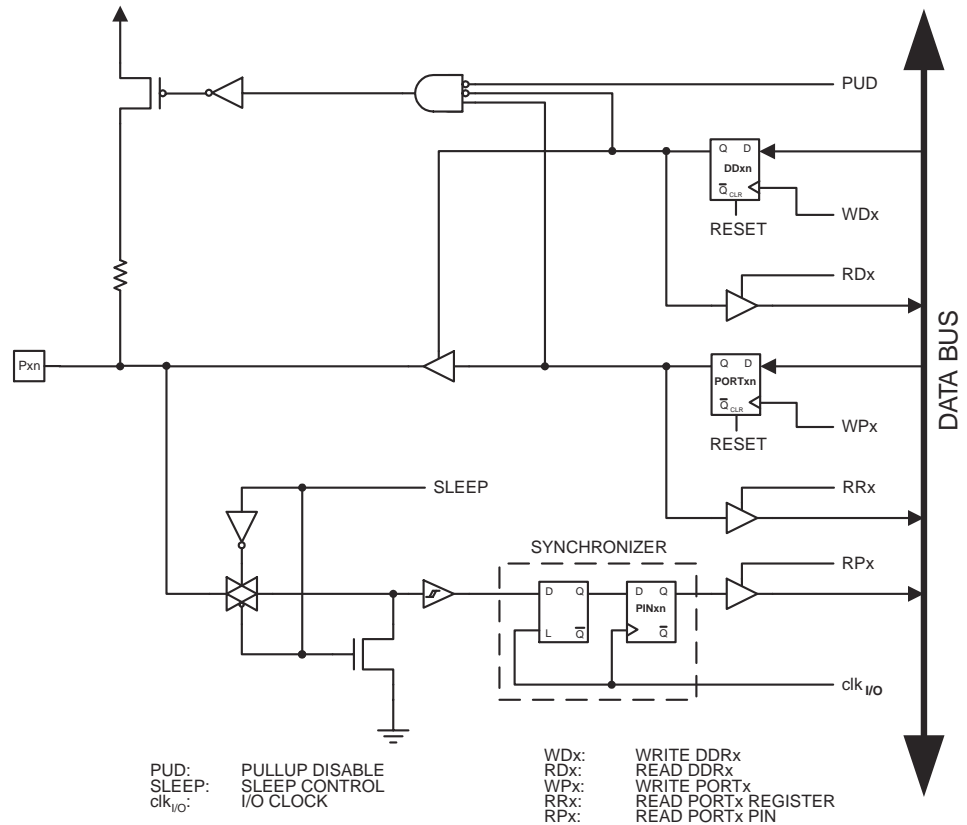 PUD
Q D
DDxn
Q CLR
WDx
RESET
RDx
Pxn
Q D
PORTxn
Q CLR
WPx
RESET
DATA BUS
SLEEP
RRx
SYNCHRONIZER
RPx
D Q
L Q
D Q
PINxn
Q
clk I/O
PUD: PULLUP DISABLE
SLEEP: SLEEP CONTROL
clkI/O: I/O CLOCK
WDx: WRITE DDRx
RDx: READ DDRx
WPx: WRITE PORTx
RRx: READ PORTx REGISTER
RPx: READ PORTx PIN